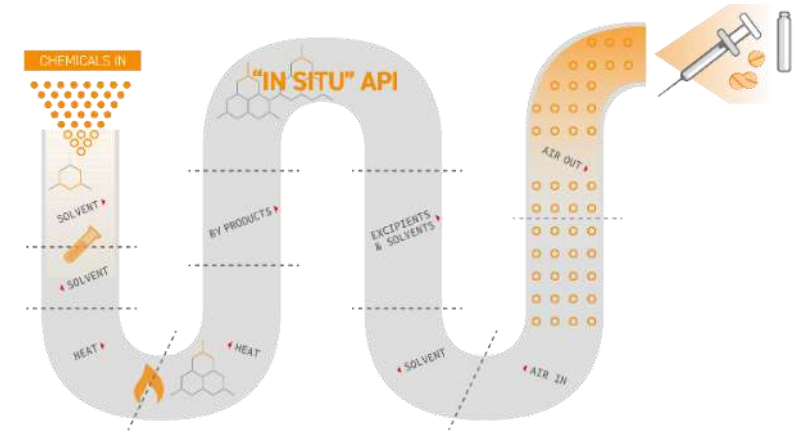 CHEMICALS IN
SOLVENT
SOLVENT
HEAT
HEAT
BY PRODUCTS
"IN SITU" API
EXCIPIENTS
& SOLVENTS
SOLVENT
AIR IN
AIR OUT